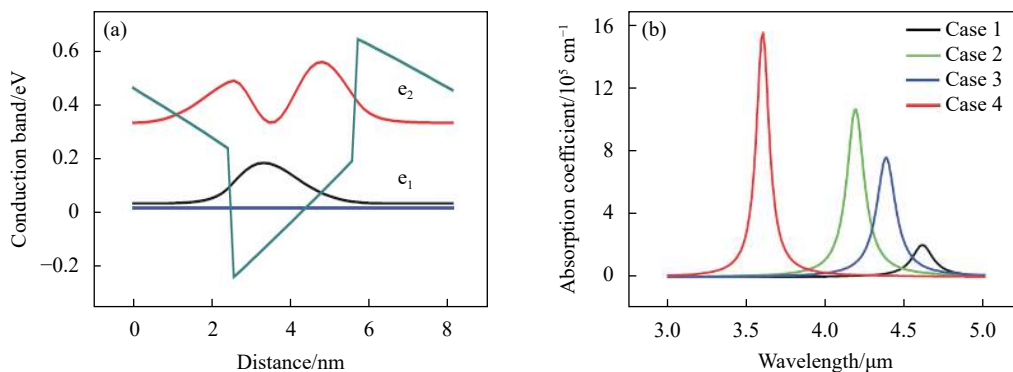 (a)
0.6
0.4
0.2
0
−0.2
Conduction band/eV
e2
e1
0 2 4 6 8
Distance/nm
(b)
16
12
8
4
0
Absorption coefficient/10⁵ cm⁻¹
Case 1
Case 2
Case 3
Case 4
3.0 3.5 4.0 4.5 5.0
Wavelength/μm